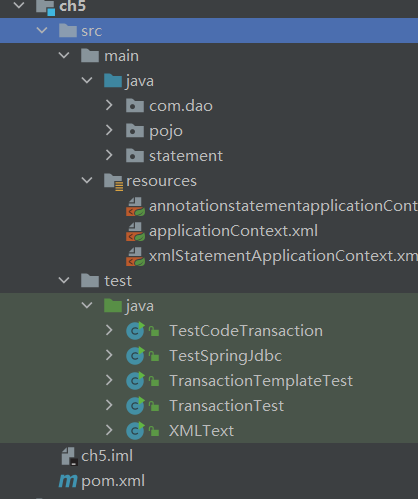 ch5
src
main
java
com.dao
pojo
statement
resources
annotationstatementapplicationCont
applicationContext.xml
xmlStatementApplicationContext.xm
test
java
TestCodeTransaction
TestSpringJdbc
TransactionTemplateTest
TransactionTest
XMLText
ch5.iml
pom.xml